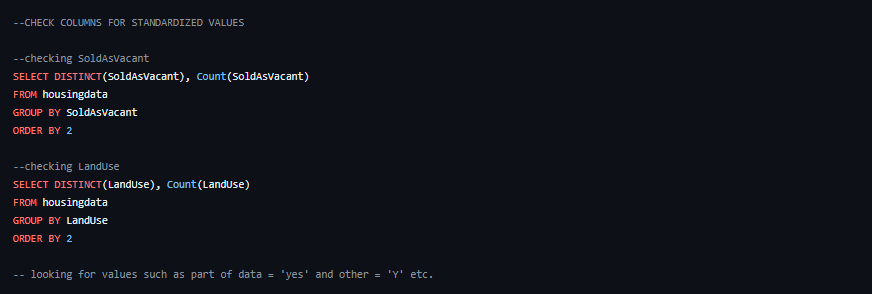 --CHECK COLUMNS FOR STANDARDIZED VALUES
--checking SoldAsVacant
SELECT DISTINCT(SoldAsVacant), Count(SoldAsVacant)
FROM housingdata
GROUP BY SoldAsVacant
ORDER BY 2
--checking LandUse
SELECT DISTINCT(LandUse), Count(LandUse)
FROM housingdata
GROUP BY LandUse
ORDER BY 2
-- looking for values such as part of data = 'yes' and other = 'Y' etc.